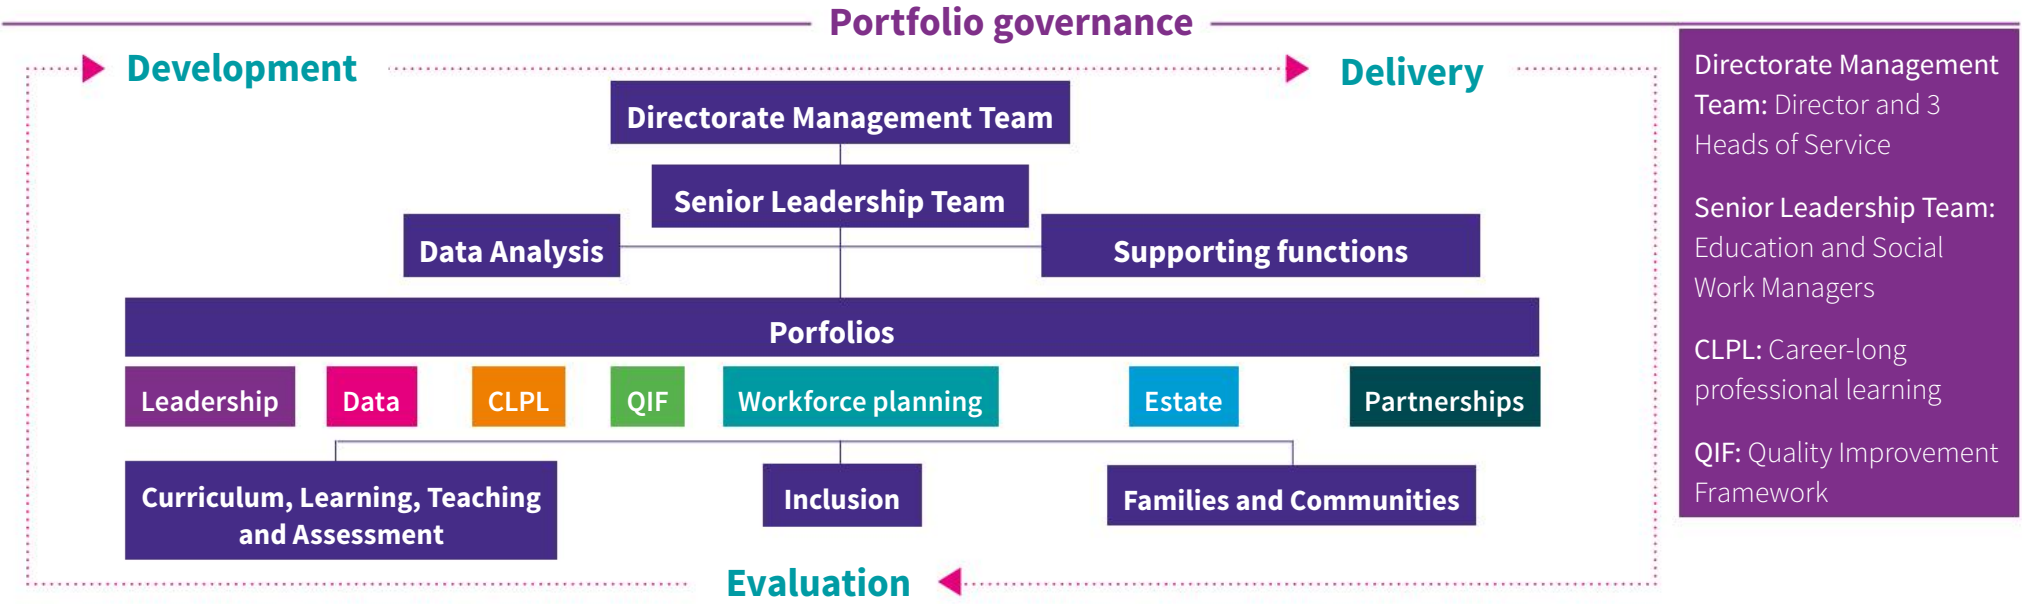 Portfolio governance
Development
Delivery
Directorate Management Team
Senior Leadership Team
Data Analysis
Supporting functions
Porfolios
Leadership
Data
CLPL
QIF
Workforce planning
Estate
Partnerships
Curriculum, Learning, Teaching
and Assessment
Inclusion
Families and Communities
Evaluation
Directorate Management
Team: Director and 3
Heads of Service
Senior Leadership Team:
Education and Social
Work Managers
CLPL: Career-long
professional learning
QIF: Quality Improvement
Framework